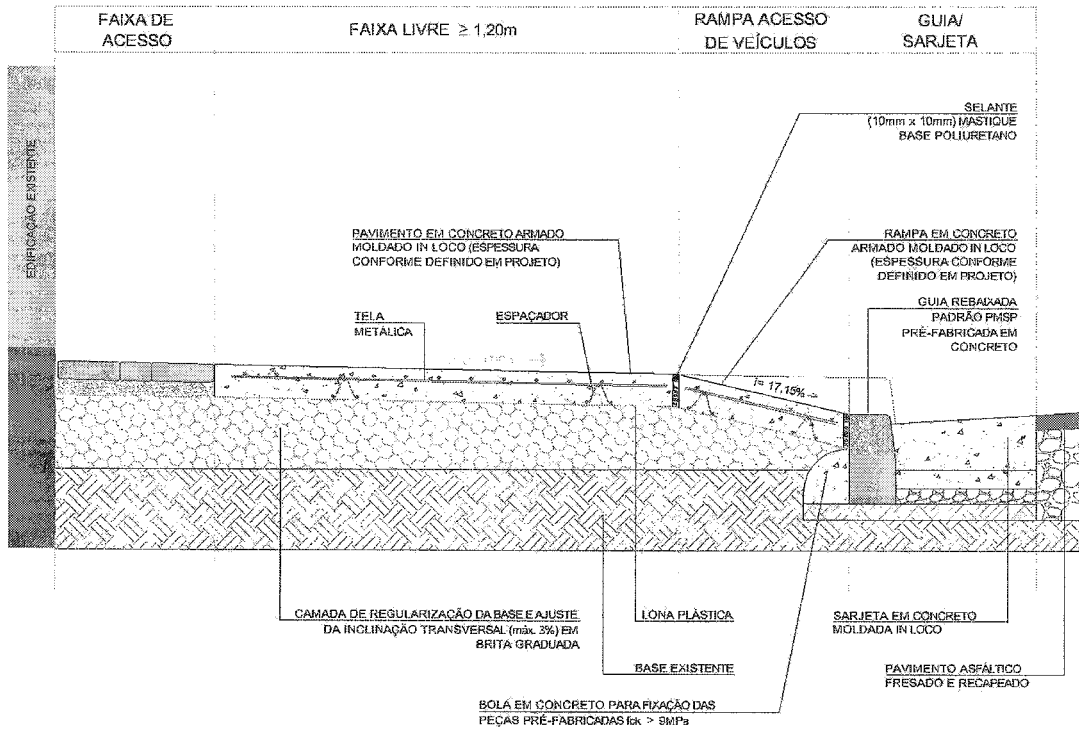 FAIXA DE
ACESSO
FAIXA LIVRE ≥ 1,20m
RAMPA ACESSO
DE VEÍCULOS
GUIA/
SARJETA
EDIFICAÇÃO EXISTENTE
SELANTE
(10mm x 10mm) MASTIQUE
BASE POLIURETANO
PAVIMENTO EM CONCRETO ARMADO
MOLDADO IN LOCO (ESPESSURA
CONFORME DEFINIDO EM PROJETO)
RAMPA EM CONCRETO
ARMADO MOLDADO IN LOCO
(ESPESSURA CONFORME
DEFINIDO EM PROJETO)
TELA
METÁLICA
ESPAÇADOR
GUIA REBAIXADA
PADRÃO PMSP
PRÉ-FABRICADA EM
CONCRETO
i= 17.15%
CAMADA DE REGULARIZAÇÃO DA BASE E AJUSTE
DA INCLINAÇÃO TRANSVERSAL (máx. 3%) EM
BRITA GRADUADA
LONA PLÁSTICA
SARJETA EM CONCRETO
MOLDADA IN LOCO
BASE EXISTENTE
PAVIMENTO ASFÁLTICO
FRESADO E RECAPEADO
BOLA EM CONCRETO PARA FIXAÇÃO DAS
PEÇAS PRÉ-FABRICADAS fck > 9MPa